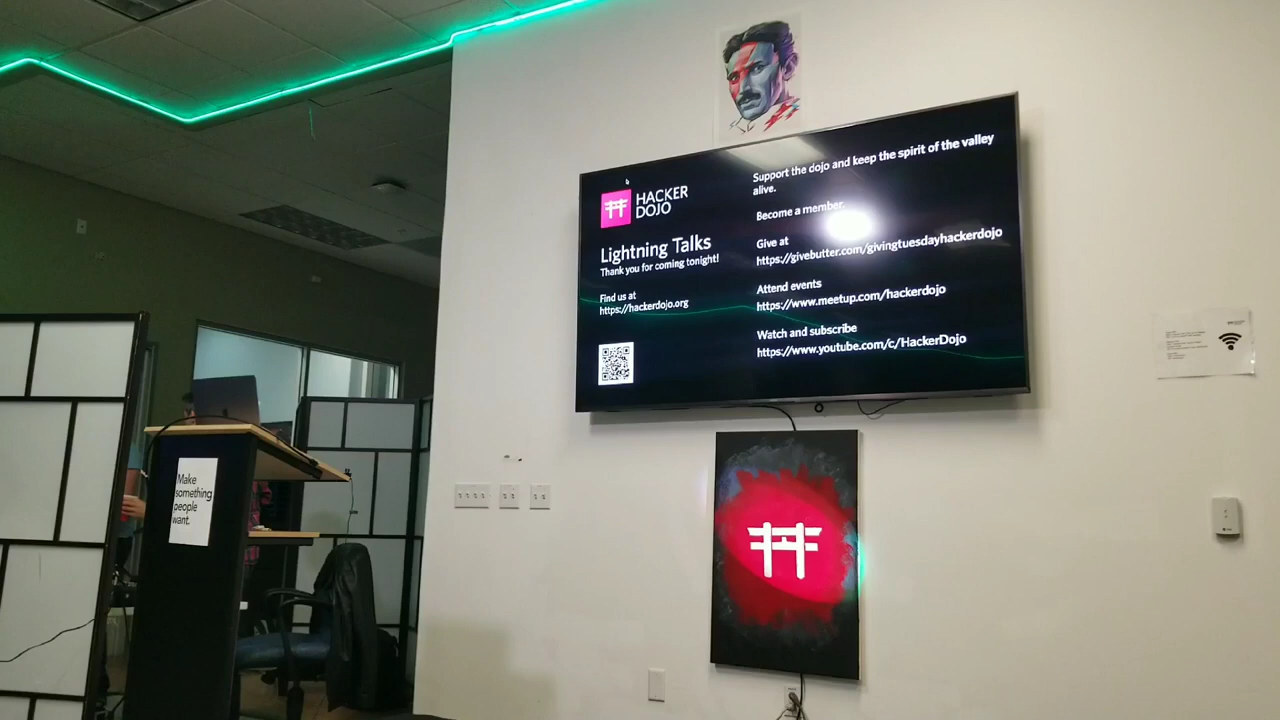 HACKER
DOJO
Lightning Talks
Thank you for coming tonight!
Find us at
https://hackerdojo.org
Support the dojo and keep the spirit of the valley
alive.
Become a member.
Give at
https://givebutter.com/givingtuesdayhackerdojo
Attend events
https://www.meetup.com/hackerdojo
Watch and subscribe
https://www.youtube.com/c/HackerDojo
Make
something
people
want.